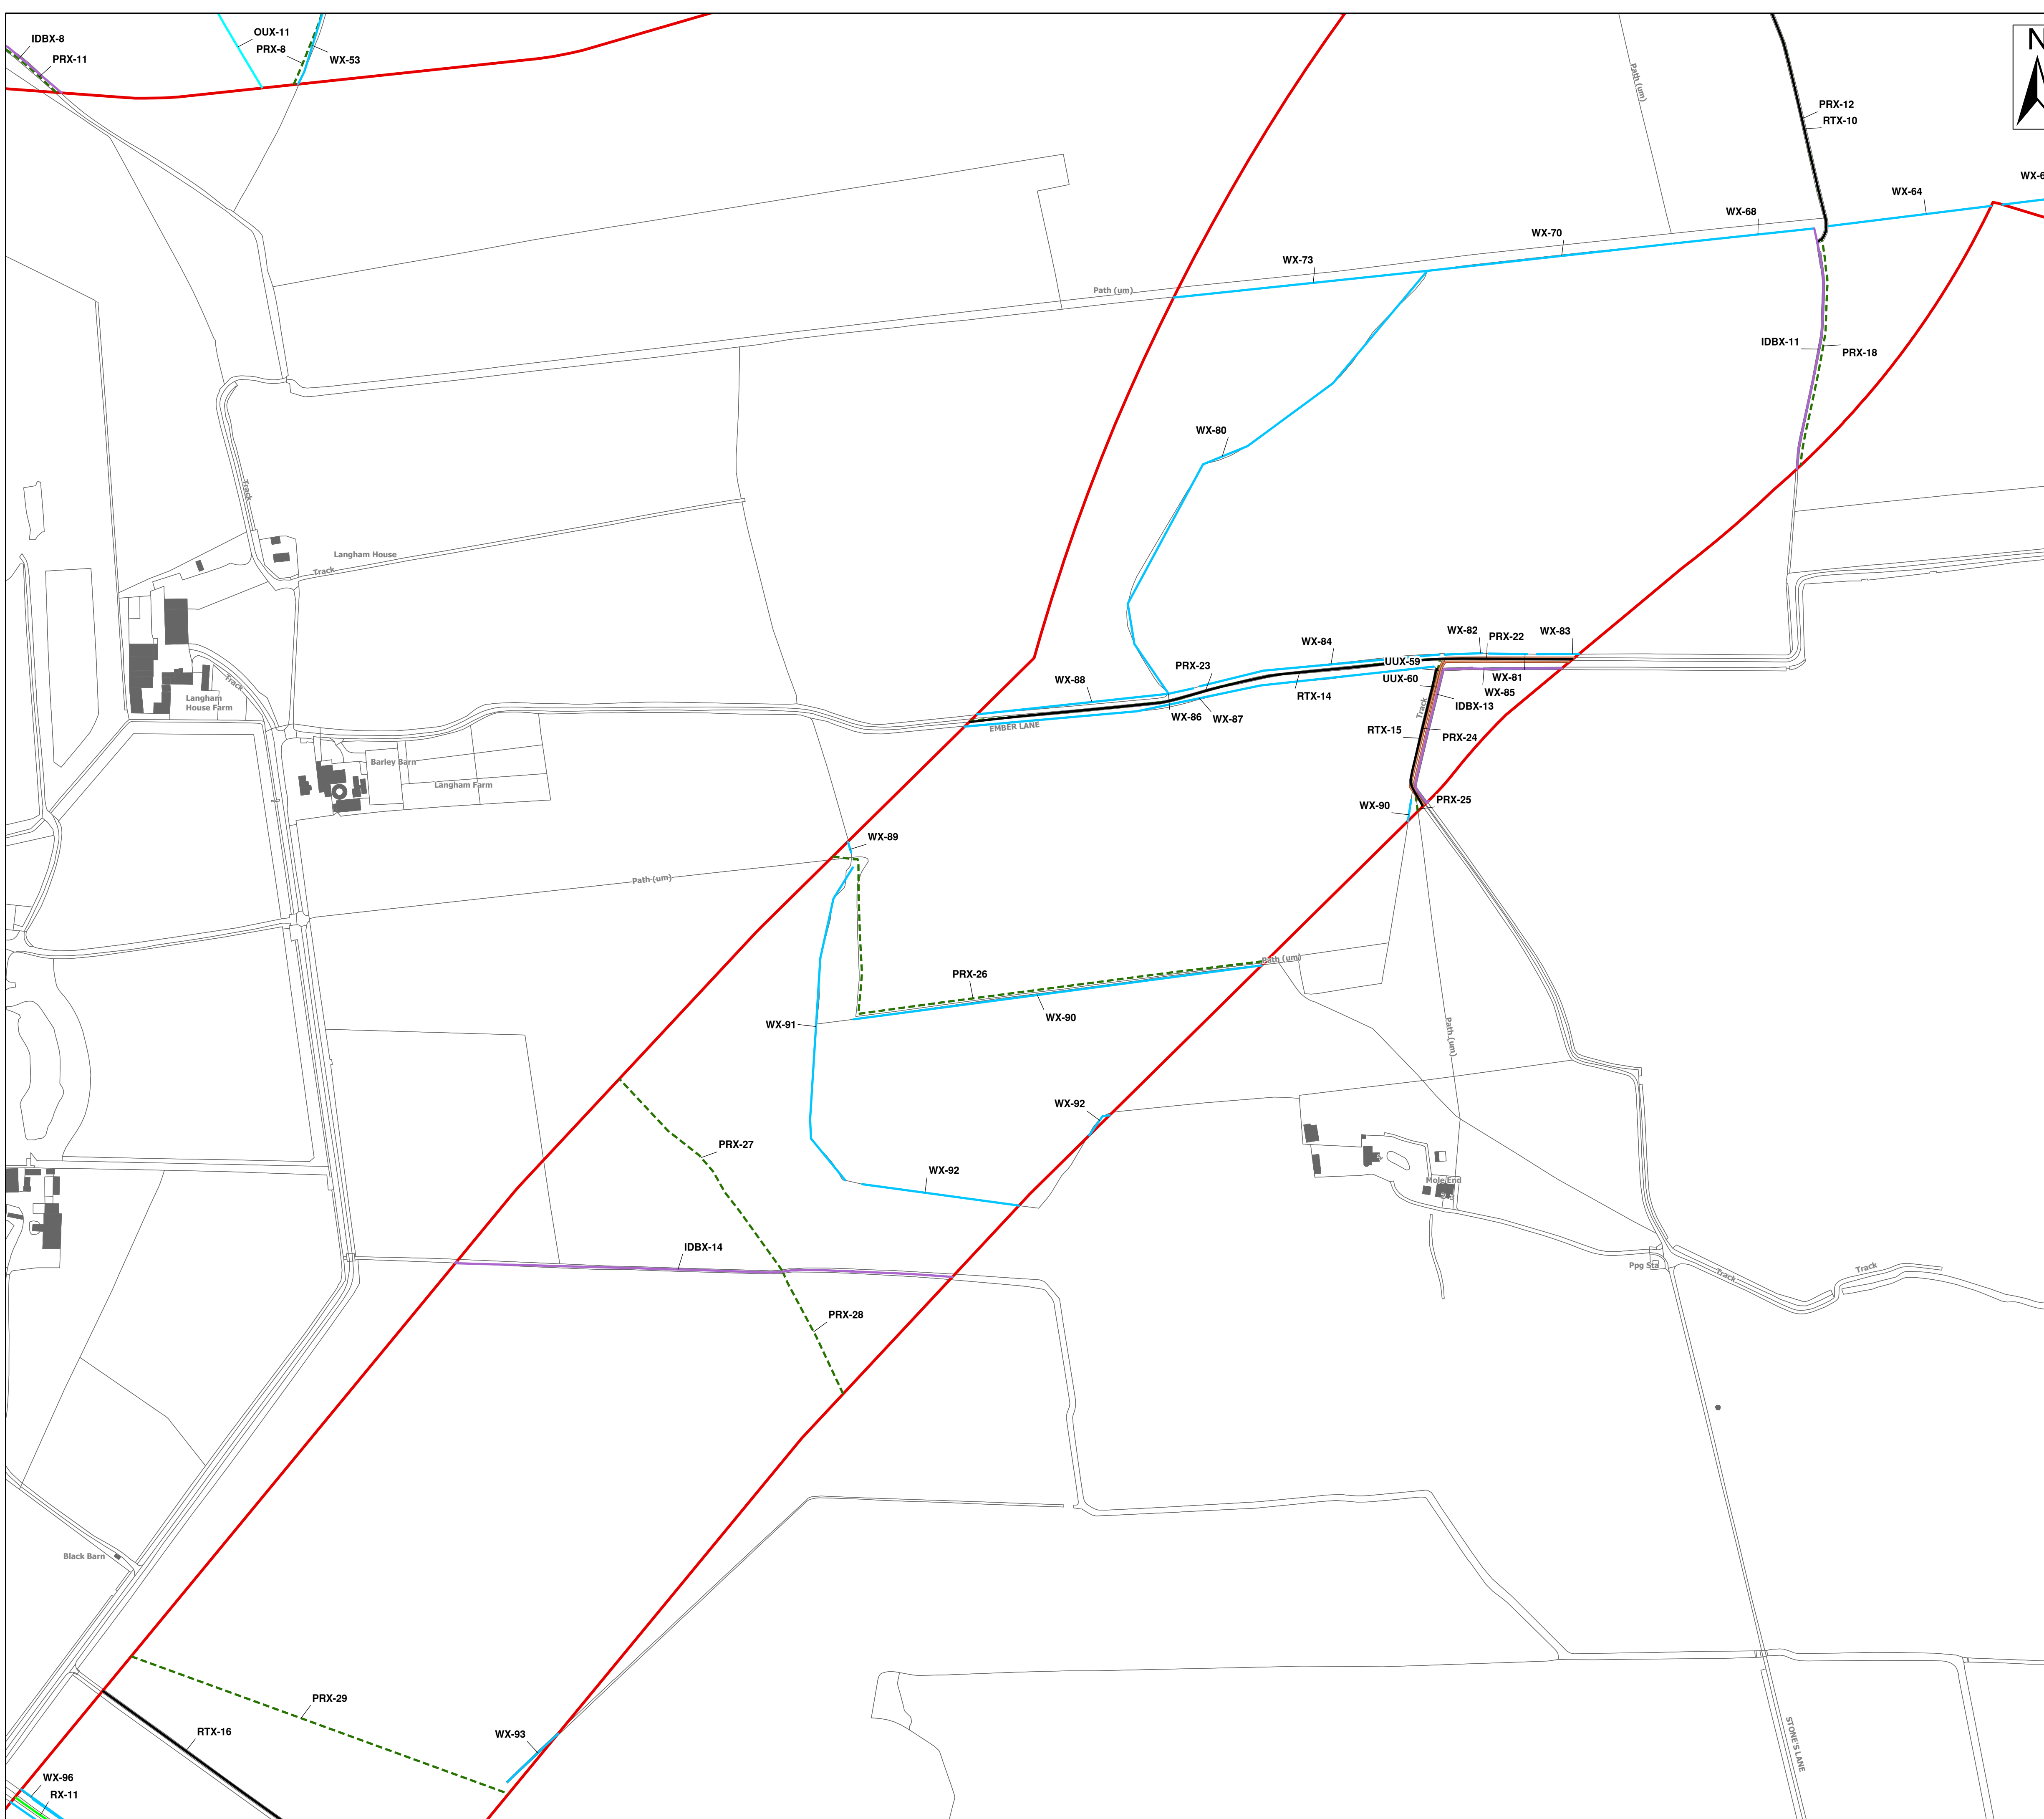 IDBX-8
PRX-11
OUX-11
PRX-8
WX-53
N
Path (um)
PRX-12
RTX-10
WX-64
WX-68
WX-70
WX-73
Path (um)
IDBX-11
PRX-18
WX-80
Track
Langham House
Track
Langham
House Farm
Track
WX-82
PRX-22
WX-83
WX-84
UUX-59
PRX-23
WX-88
UUX-60
WX-81
WX-85
RTX-14
IDBX-13
WX-86
WX-87
Track
EMBER LANE
RTX-15
PRX-24
Barley Barn
Langham Farm
WX-90
PRX-25
WX-89
Path (um)
Path (um)
PRX-26
WX-90
WX-91
Path (um)
WX-92
PRX-27
WX-92
Mole End
IDBX-14
Ppg Sta
Track
Track
PRX-28
Black Barn
PRX-29
RTX-16
WX-93
STONE'S LANE
WX-96
RX-11